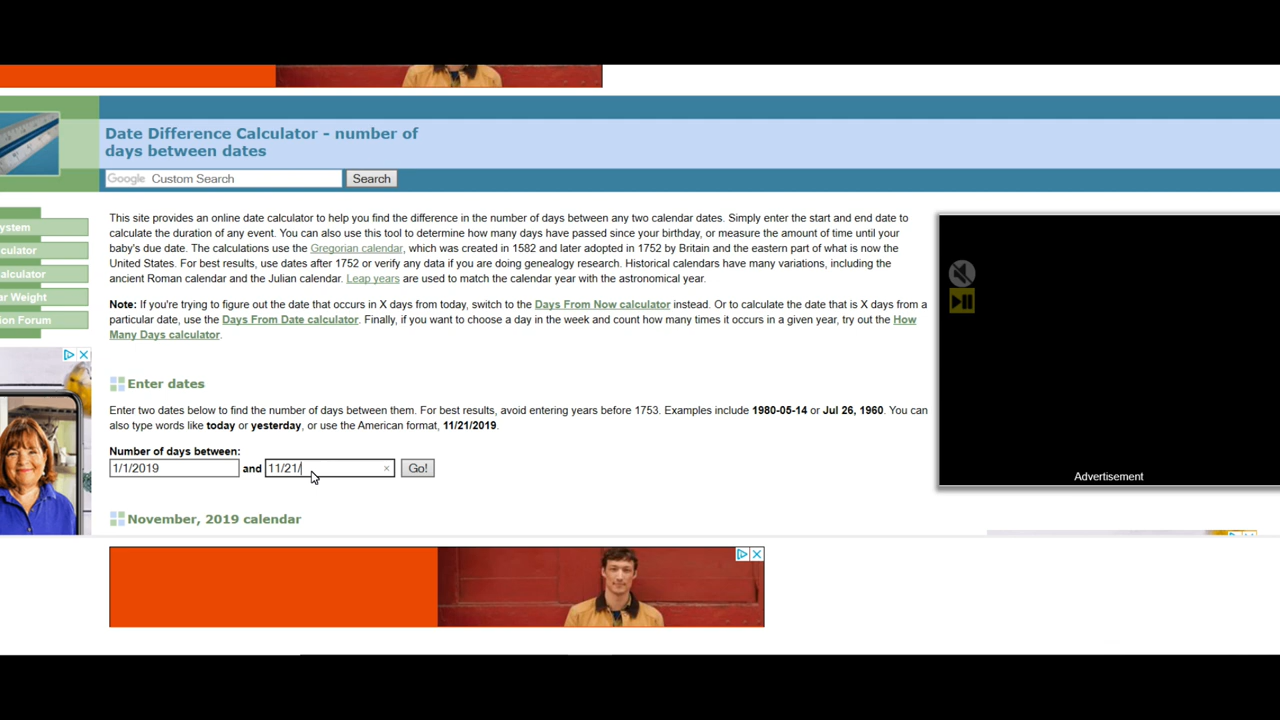 Date Difference Calculator - number of
days between dates
Google Custom Search
Search
ystem
culator
alculator
ar Weight
ion Forum
This site provides an online date calculator to help you find the difference in the number of days between any two calendar dates. Simply enter the start and end date to
calculate the duration of any event. You can also use this tool to determine how many days have passed since your birthday, or measure the amount of time until your
baby's due date. The calculations use the Gregorian calendar, which was created in 1582 and later adopted in 1752 by Britain and the eastern part of what is now the
United States. For best results, use dates after 1752 or verify any data if you are doing genealogy research. Historical calendars have many variations, including the
ancient Roman calendar and the Julian calendar. Leap years are used to match the calendar year with the astronomical year.
Note: If you're trying to figure out the date that occurs in X days from today, switch to the Days From Now calculator instead. Or to calculate the date that is X days from a
particular date, use the Days From Date calculator. Finally, if you want to choose a day in the week and count how many times it occurs in a given year, try out the How
Many Days calculator.
Enter dates
Enter two dates below to find the number of days between them. For best results, avoid entering years before 1753. Examples include 1980-05-14 or Jul 26, 1960. You can
also type words like today or yesterday, or use the American format, 11/21/2019.
Number of days between:
1/1/2019 and 11/21/ × Go!
November, 2019 calendar
Advertisement